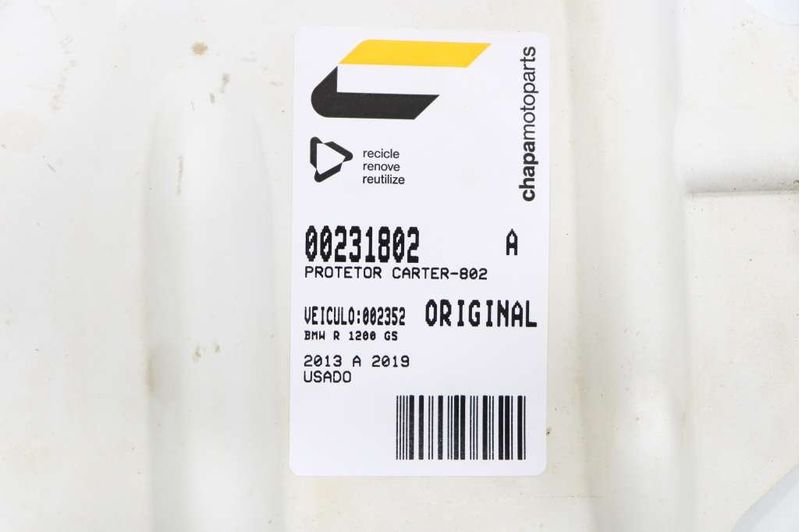 chapamotoparts
recicle
renove
reutilize
00231802 A
PROTETOR CARTER-802
VEICULO:002352 ORIGINAL
BMW R 1200 GS
2013 A 2019
USADO